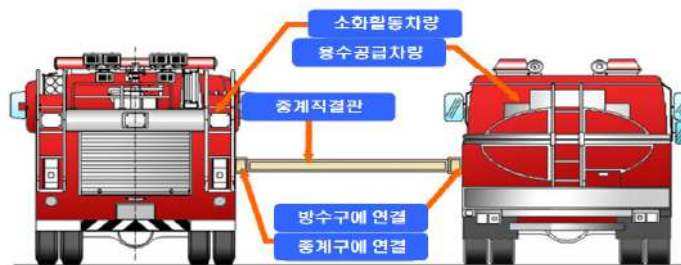 소화활동차량
용수공급차량
중계직결관
방수구에 연결
중계구에 연결